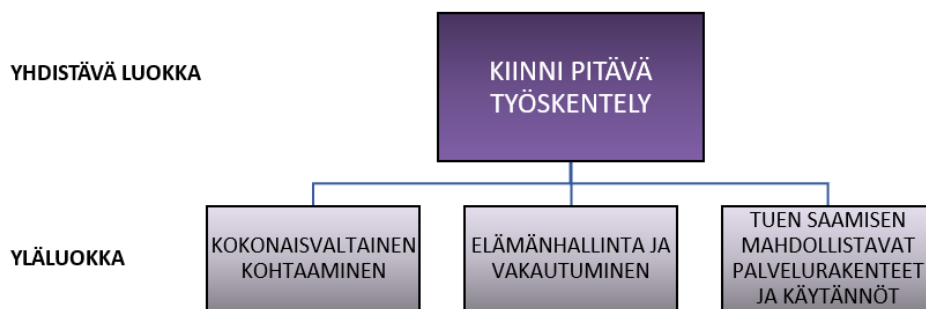 YHDISTÄVÄ LUOKKA
KIINNI PITÄVÄ
TYÖSKENTELY
YLÄLUOKKA
KOKONAISVALTAINEN
KOHTAAMINEN
ELÄMÄNHALLINTA JA
VAKAUTUMINEN
TUEN SAAMISEN
MAHDOLLISTAVAT
PALVELURAKENTEET
JA KÄYTÄNNÖT